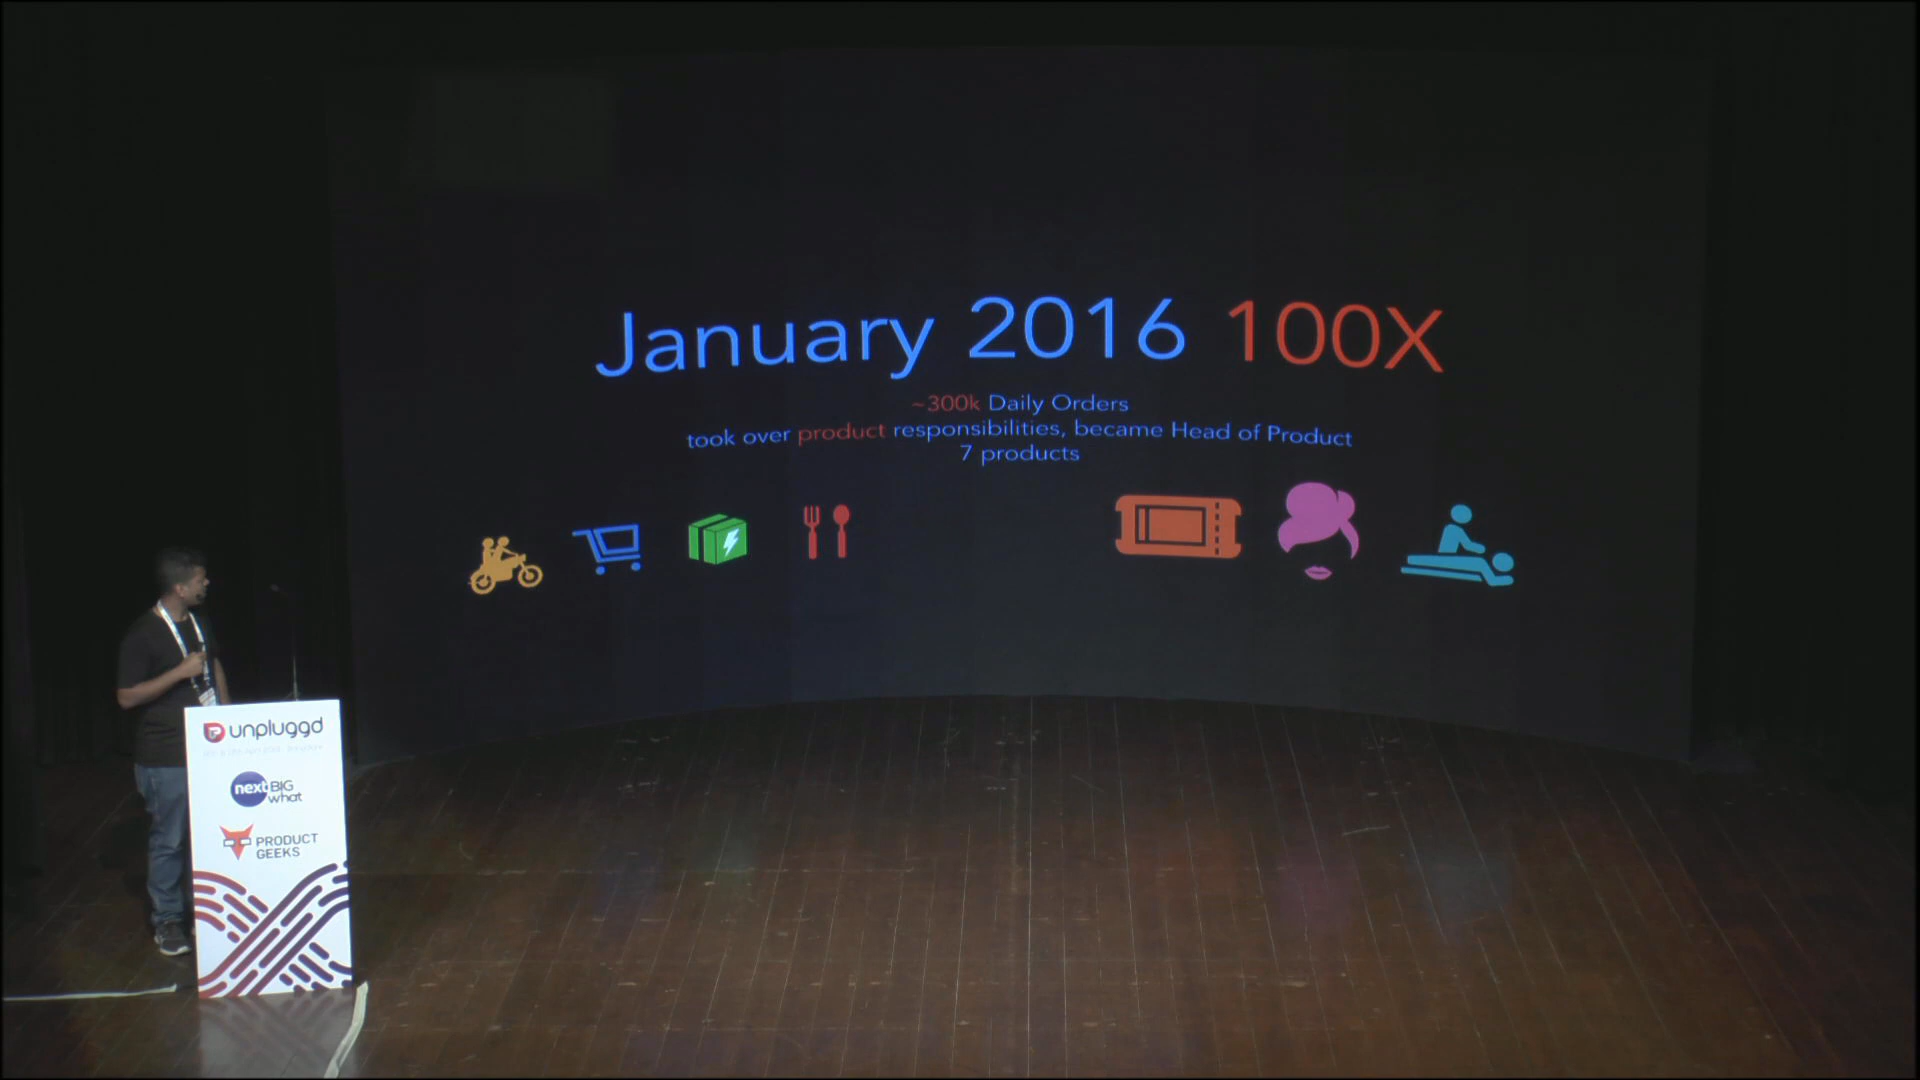 January 2016 100X
~300k Daily Orders
took over product responsibilities, became Head of Product
7 products
unpluggd
next BIG
what
PRODUCT
GEEKS